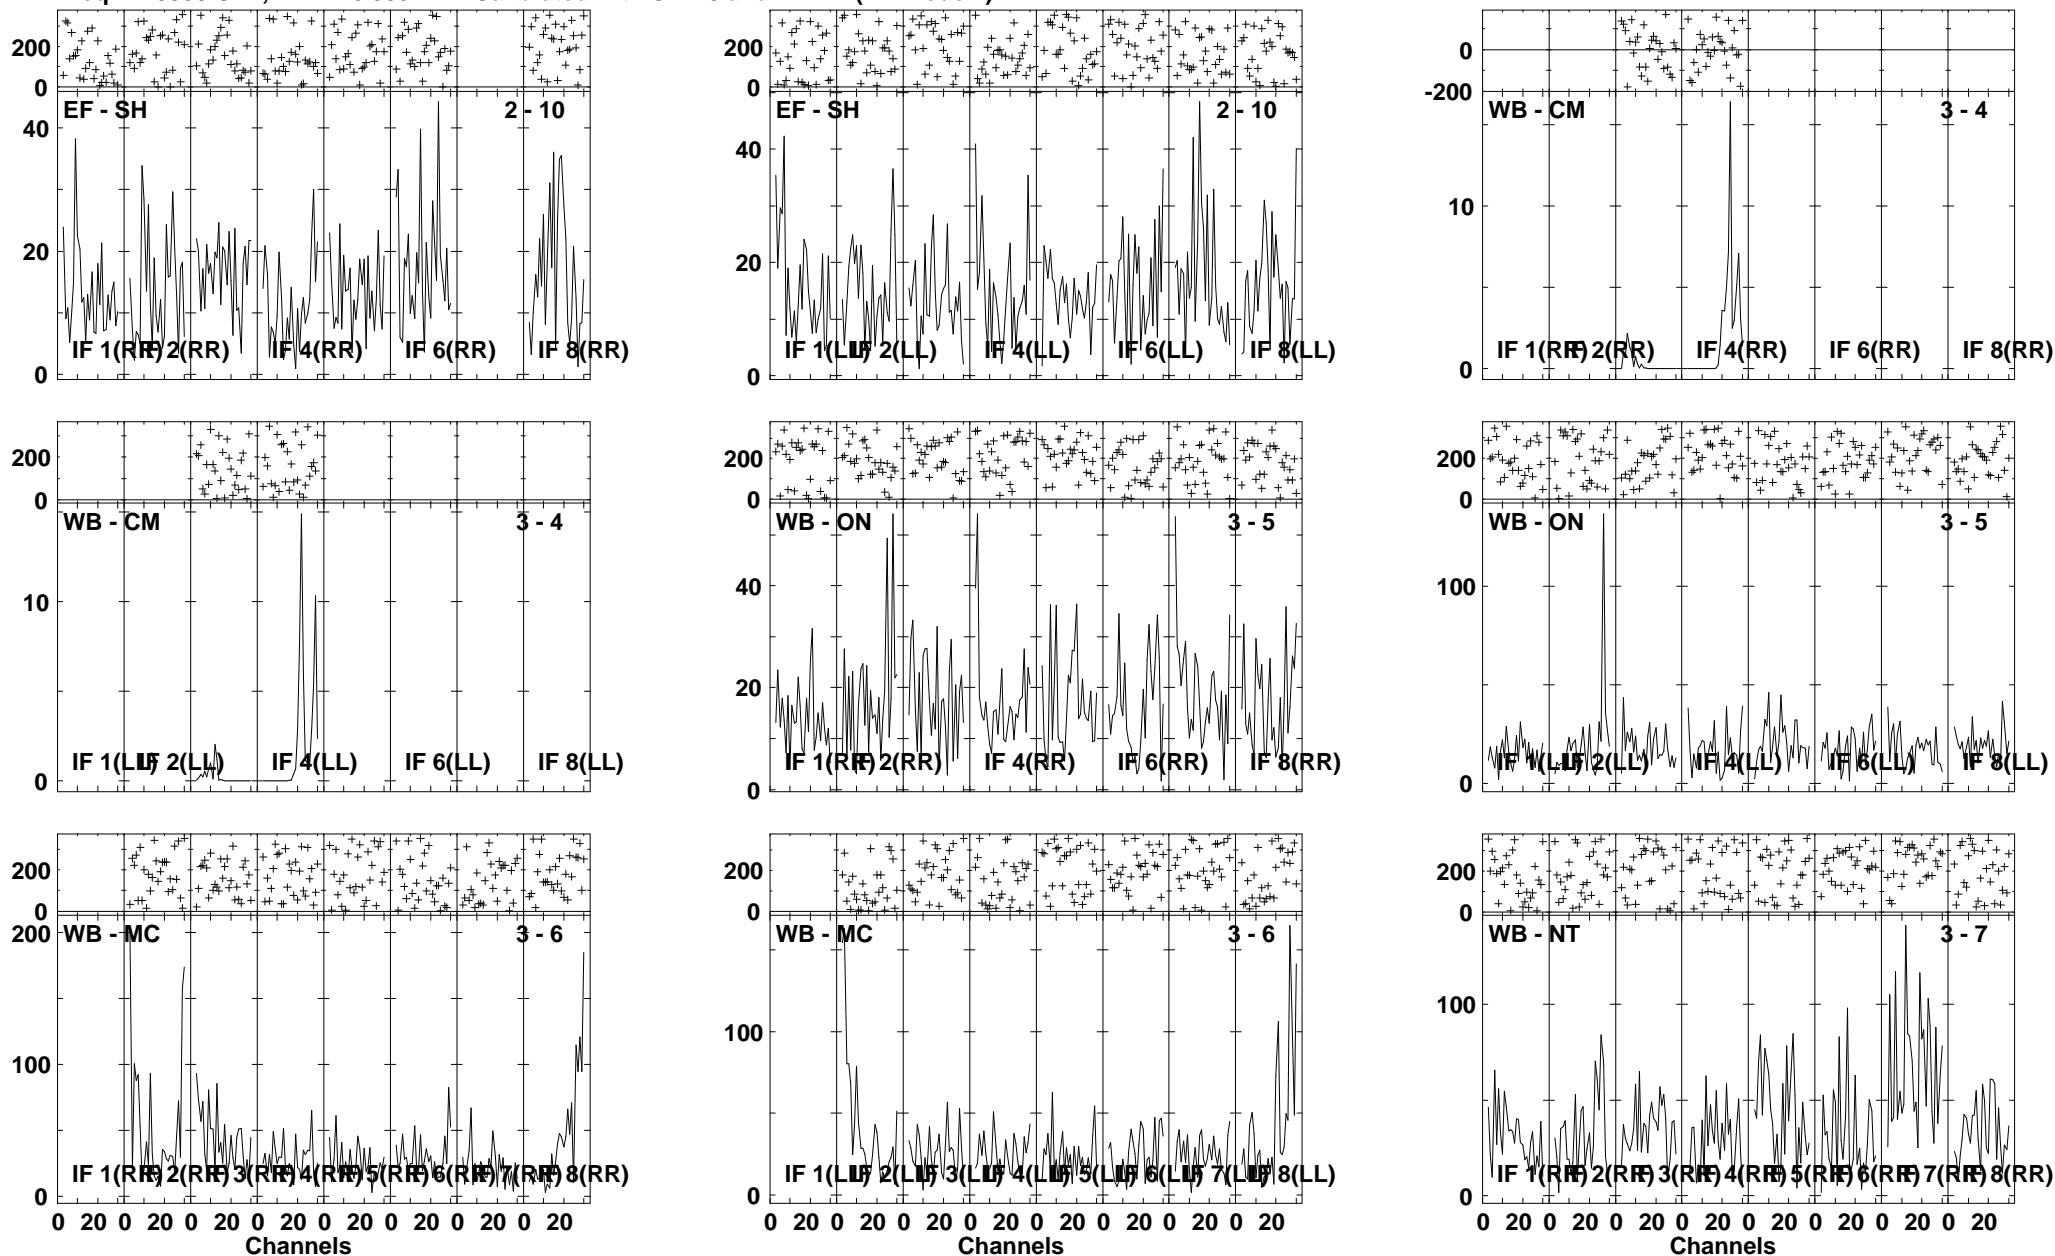 200
0
EF - SH 2 - 10
40
20
0
IF 1(RR) IF 2(RR) IF 4(RR) IF 6(RR) IF 8(RR)
200
0
EF - SH 2 - 10
40
20
0
IF 1(LL) IF 2(LL) IF 4(LL) IF 6(LL) IF 8(LL)
0
-200
WB - CM 3 - 4
10
0
IF 1(RR) IF 2(RR) IF 4(RR) IF 6(RR) IF 8(RR)
200
0
WB - CM 3 - 4
10
0
IF 1(LL) IF 2(LL) IF 4(LL) IF 6(LL) IF 8(LL)
200
0
WB - ON 3 - 5
40
20
0
IF 1(RR) IF 2(RR) IF 4(RR) IF 6(RR) IF 8(RR)
200
0
WB - ON 3 - 5
100
0
IF 1(LL) IF 2(LL) IF 4(LL) IF 6(LL) IF 8(LL)
200
0
WB - MC 3 - 6
200
100
0
IF 1(RR) IF 2(RR) IF 3(RR) IF 4(RR) IF 5(RR) IF 6(RR) IF 7(RR) IF 8(RR)
0 20 0 20 0 20 0 20 0 20 0 20 0 20 0 20
Channels
200
0
WB - MC 3 - 6
100
0
IF 1(LL) IF 2(LL) IF 3(LL) IF 4(LL) IF 5(LL) IF 6(LL) IF 7(LL) IF 8(LL)
0 20 0 20 0 20 0 20 0 20 0 20 0 20 0 20
Channels
200
0
WB - NT 3 - 7
100
0
IF 1(RR) IF 2(RR) IF 3(RR) IF 4(RR) IF 5(RR) IF 6(RR) IF 7(RR) IF 8(RR)
0 20 0 20 0 20 0 20 0 20 0 20 0 20 0 20
Channels